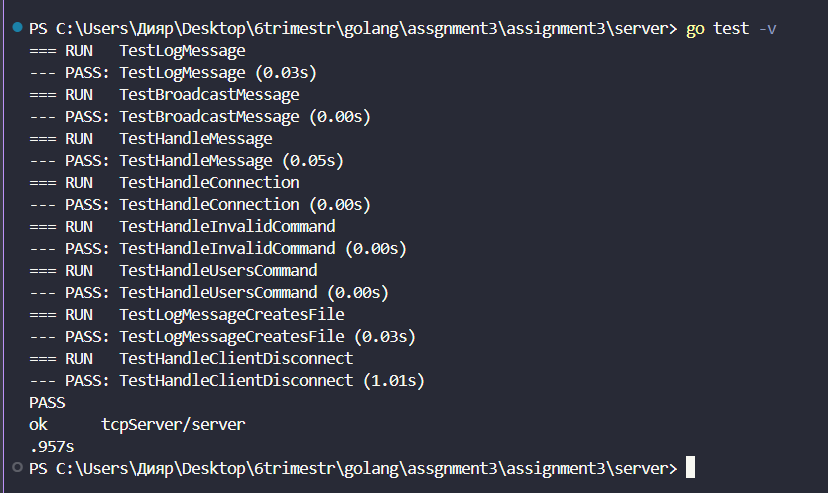 PS C:\Users\Дияр\Desktop\6trimestr\golang\assgnment3\assignment3\server> go test -v
=== RUN   TestLogMessage
--- PASS: TestLogMessage (0.03s)
=== RUN   TestBroadcastMessage
--- PASS: TestBroadcastMessage (0.00s)
=== RUN   TestHandleMessage
--- PASS: TestHandleMessage (0.05s)
=== RUN   TestHandleConnection
--- PASS: TestHandleConnection (0.00s)
=== RUN   TestHandleInvalidCommand
--- PASS: TestHandleInvalidCommand (0.00s)
=== RUN   TestHandleUsersCommand
--- PASS: TestHandleUsersCommand (0.00s)
=== RUN   TestLogMessageCreatesFile
--- PASS: TestLogMessageCreatesFile (0.03s)
=== RUN   TestHandleClientDisconnect
--- PASS: TestHandleClientDisconnect (1.01s)
PASS
ok      tcpServer/server
.957s
PS C:\Users\Дияр\Desktop\6trimestr\golang\assgnment3\assignment3\server>